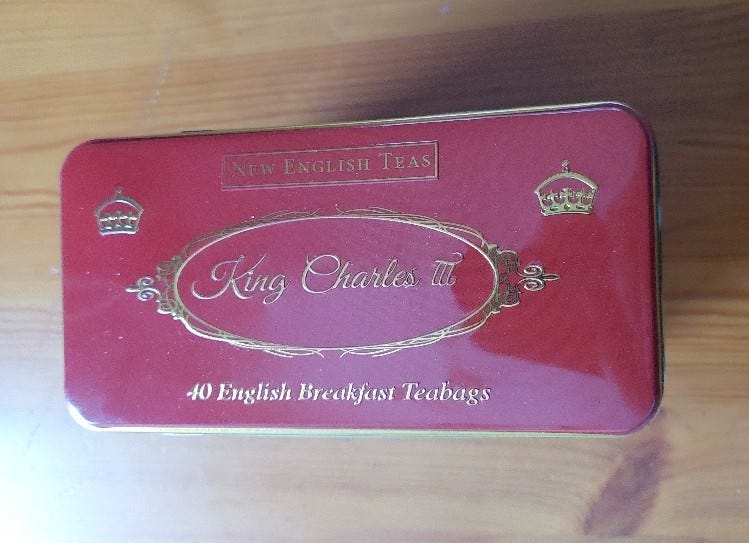 NEW ENGLISH TEAS
King Charles III
40 English Breakfast Teabags